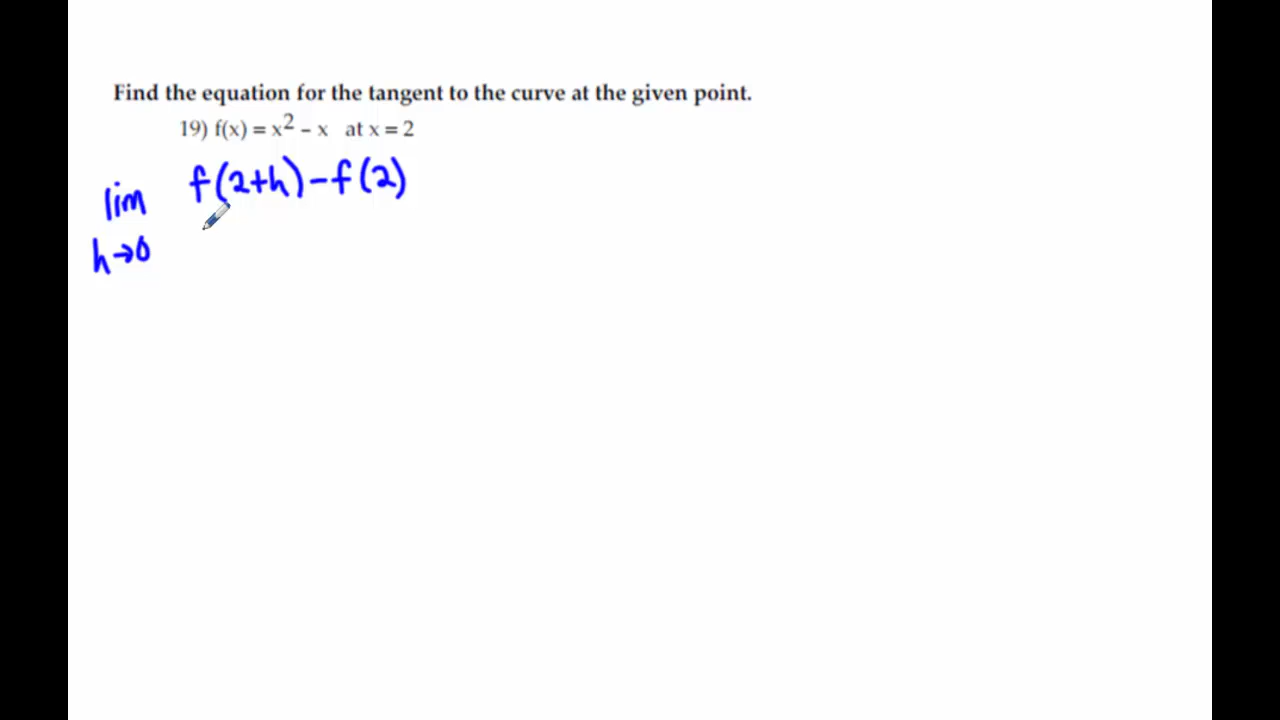 Find the equation for the tangent to the curve at the given point.
19) f(x) = x² – x at x = 2
lim f(2+h)-f(2)
h→0